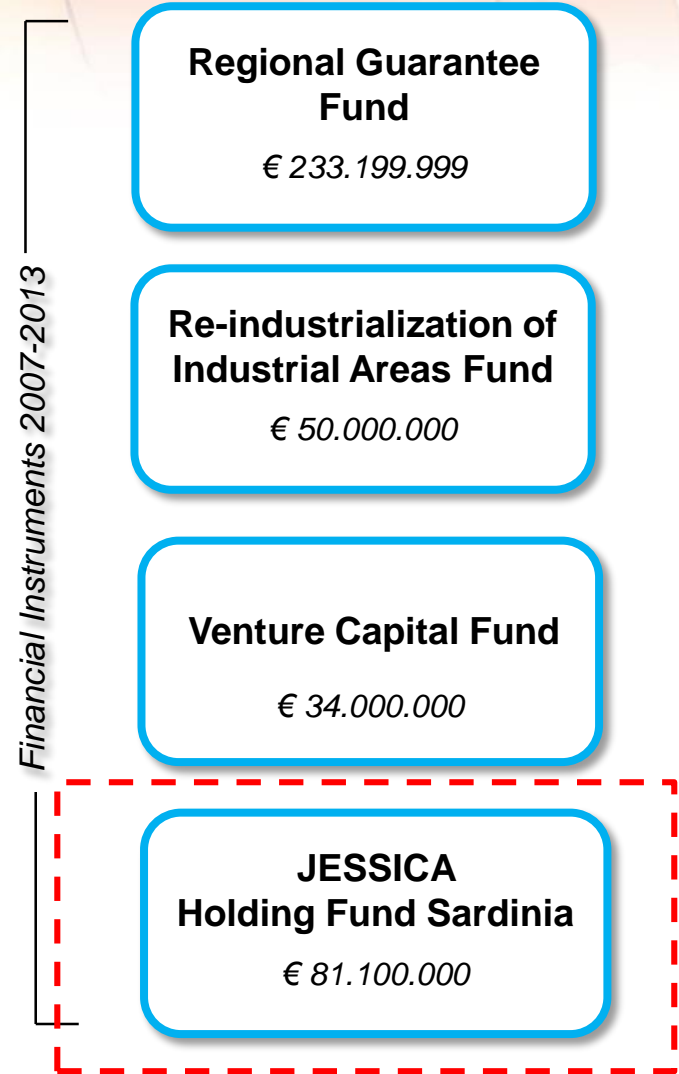 Financial Instruments 2007-2013
Regional Guarantee
Fund
€ 233.199.999
Re-industrialization of
Industrial Areas Fund
€ 50.000.000
Venture Capital Fund
€ 34.000.000
JESSICA
Holding Fund Sardinia
€ 81.100.000